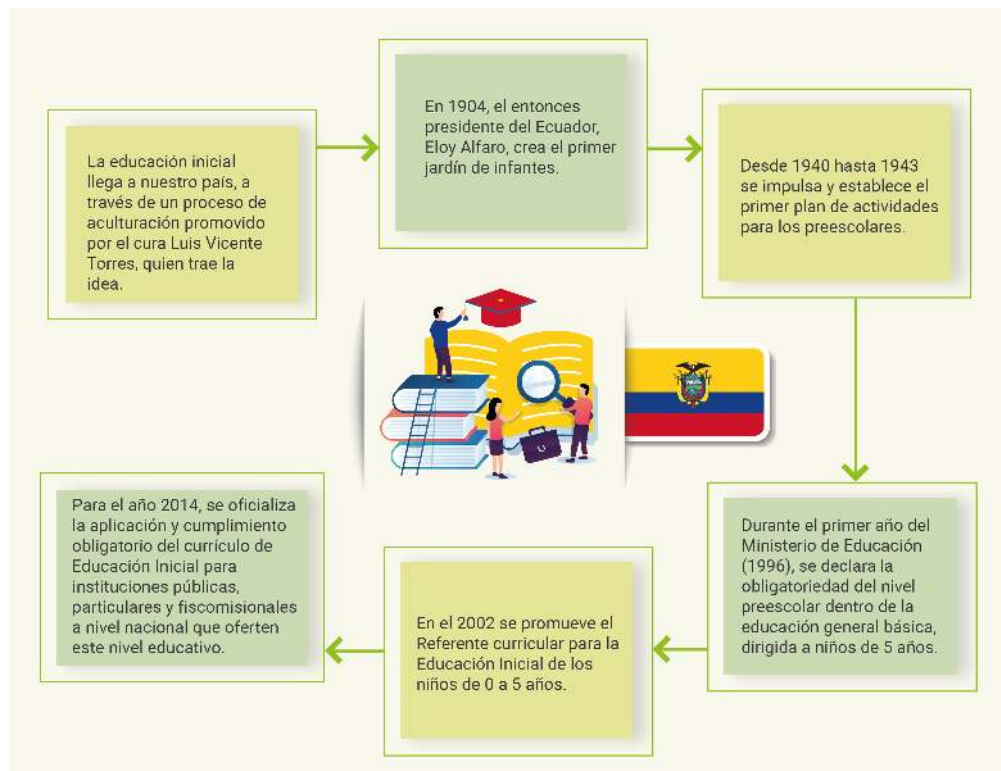 La educación inicial
llega a nuestro país, a
través de un proceso de
aculturación promovido
por el cura Luis Vicente
Torres, quien trae la
idea.
En 1904, el entonces
presidente del Ecuador,
Eloy Alfaro, crea el primer
jardín de infantes.
Desde 1940 hasta 1943
se impulsa y establece el
primer plan de actividades
para los preescolares.
Durante el primer año del
Ministerio de Educación
(1996), se declara la
obligatoriedad del nivel
preescolar dentro de la
educación general básica,
dirigida a niños de 5 años.
En el 2002 se promueve el
Referente curricular para la
Educación Inicial de los
niños de 0 a 5 años.
Para el año 2014, se oficializa
la aplicación y cumplimiento
obligatorio del currículo de
Educación Inicial para
instituciones públicas,
particulares y fiscomisionales
a nivel nacional que oferten
este nivel educativo.